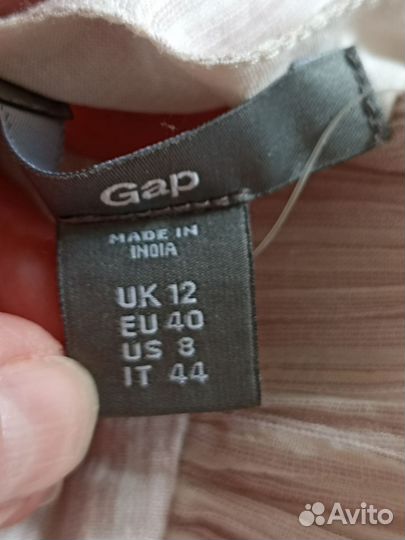 Gap
MADE IN
INDIA
UK 12
EU 40
US 8
IT 44
Avito